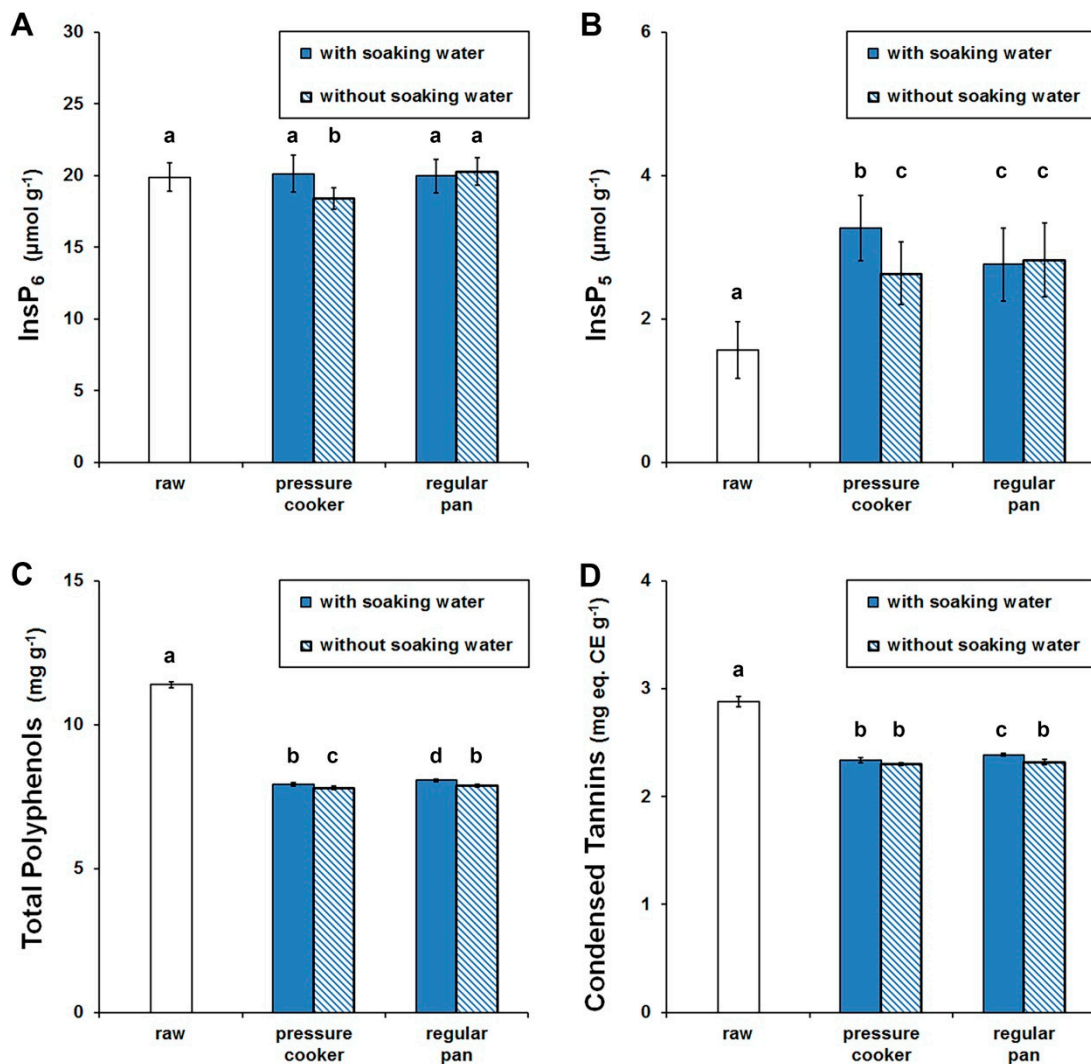 A
InsP6 (µmol g-1)
30
25
20
15
10
5
0
with soaking water
without soaking water
a
a
b
a
a
raw
pressure
cooker
regular
pan
B
InsP5 (µmol g-1)
6
4
2
0
with soaking water
without soaking water
a
b
c
c
c
raw
pressure
cooker
regular
pan
C
Total Polyphenols (mg g-1)
15
10
5
0
with soaking water
without soaking water
a
b
c
d
b
raw
pressure
cooker
regular
pan
D
Condensed Tannins (mg eq. CE g-1)
4
3
2
1
0
with soaking water
without soaking water
a
b
b
c
b
raw
pressure
cooker
regular
pan